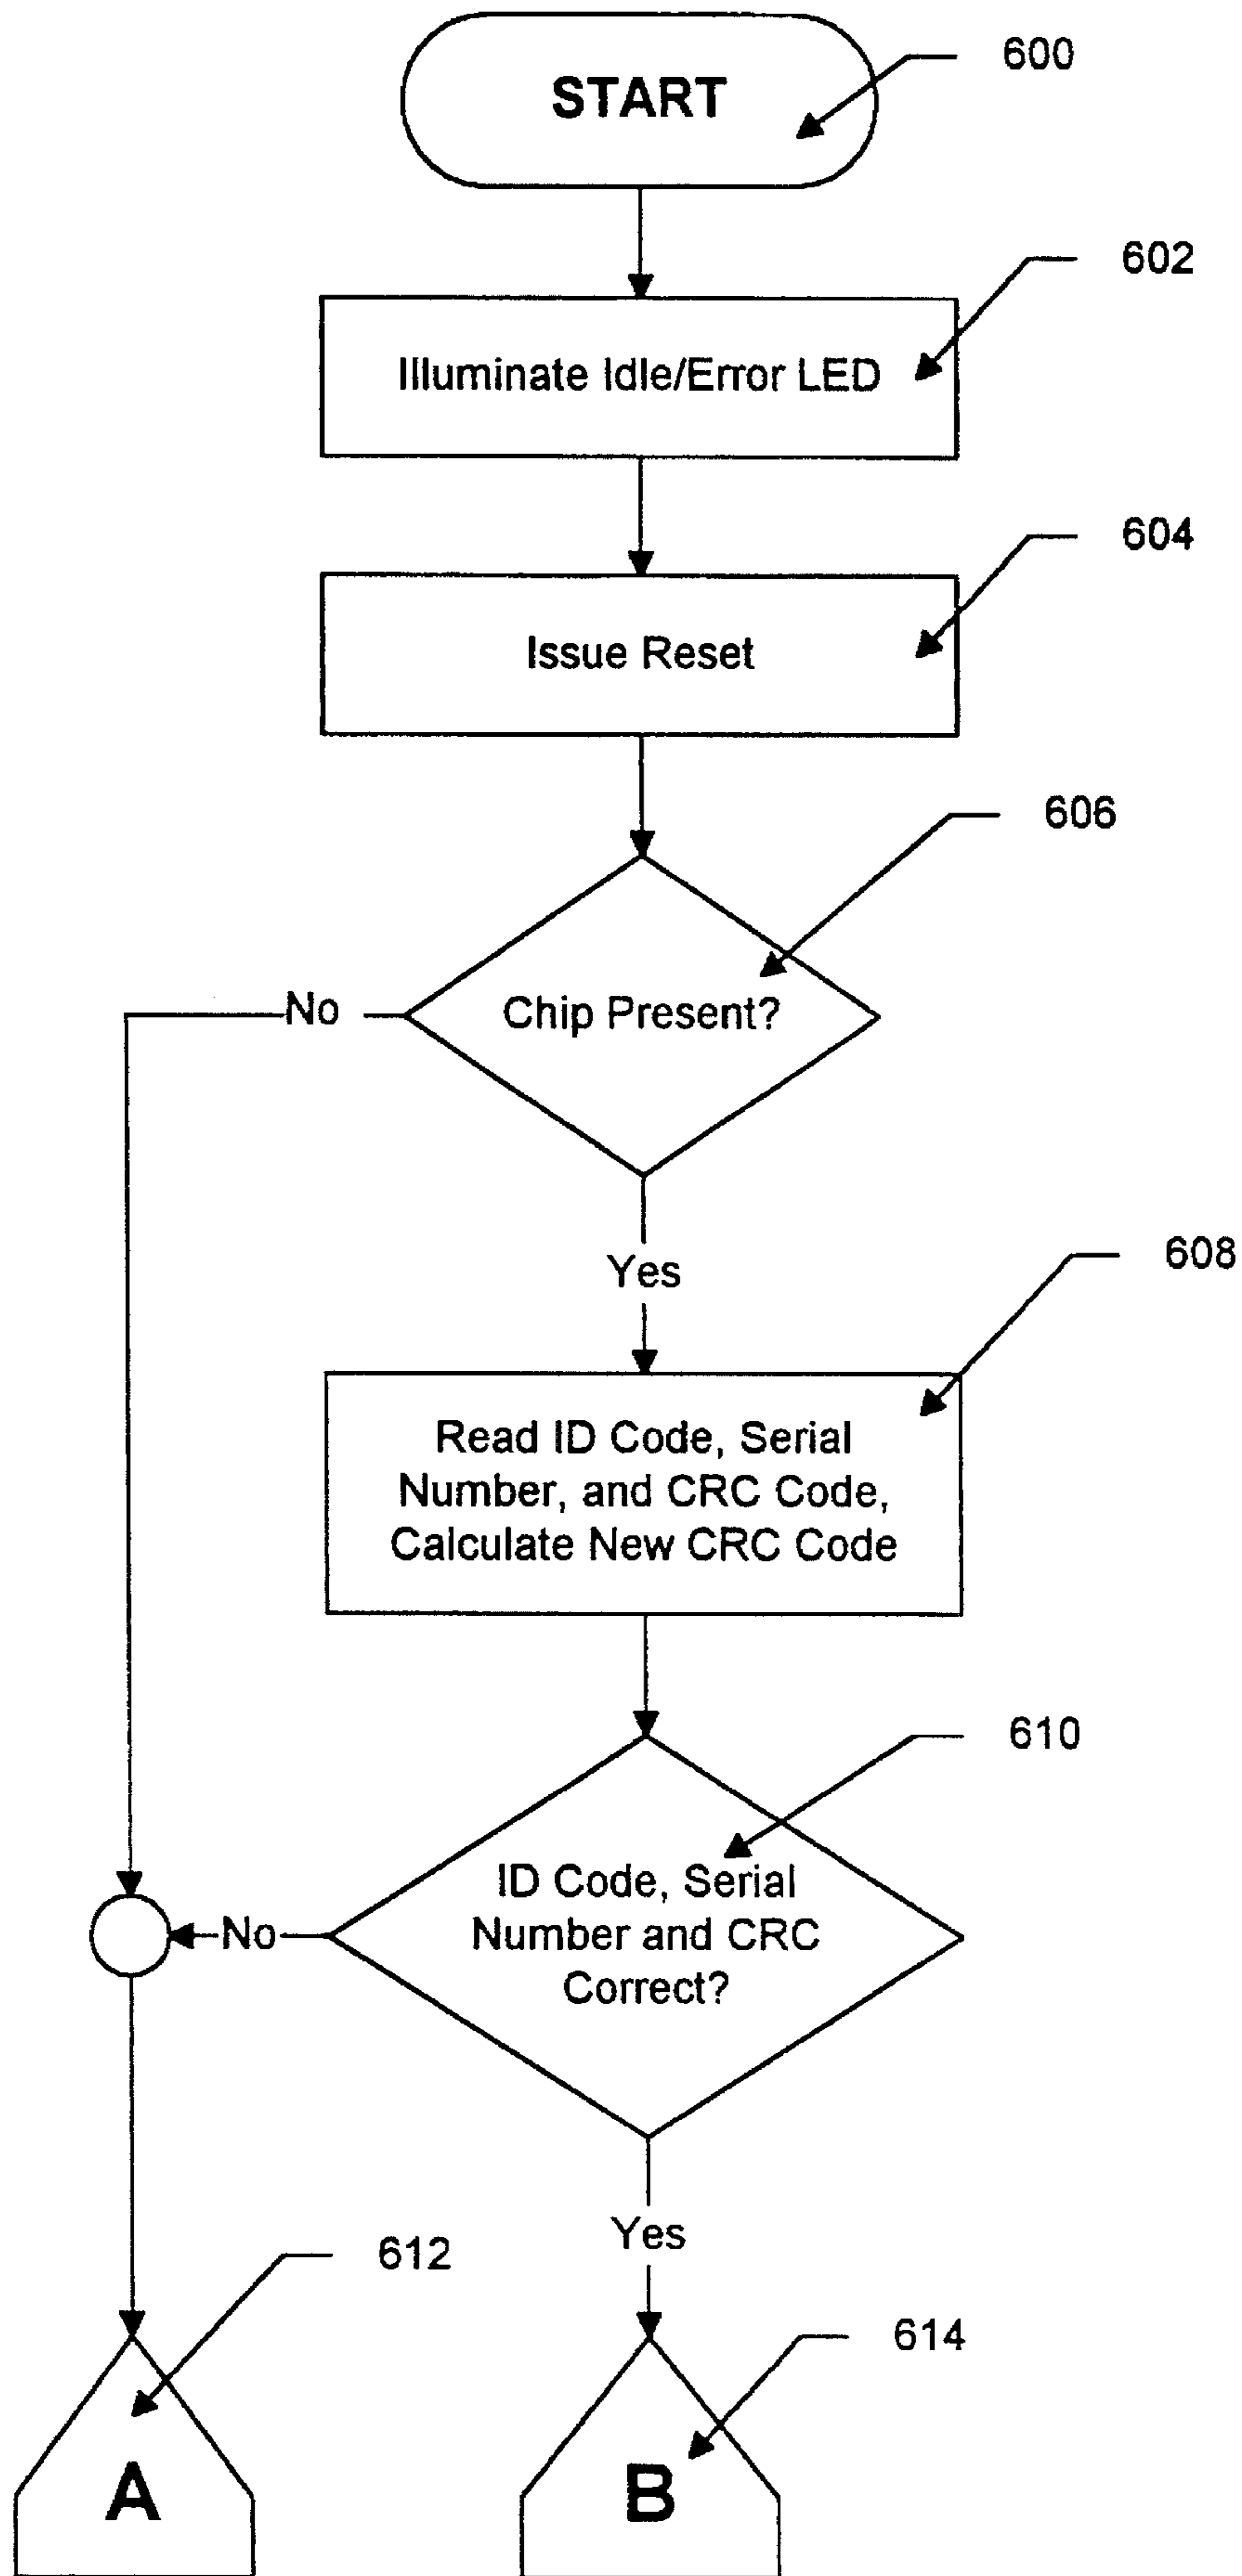 START
600
602
Illuminate Idle/Error LED
604
Issue Reset
606
No
Chip Present?
Yes
608
Read ID Code, Serial
Number, and CRC Code,
Calculate New CRC Code
610
ID Code, Serial
Number and CRC
Correct?
No
Yes
612
614
A
B